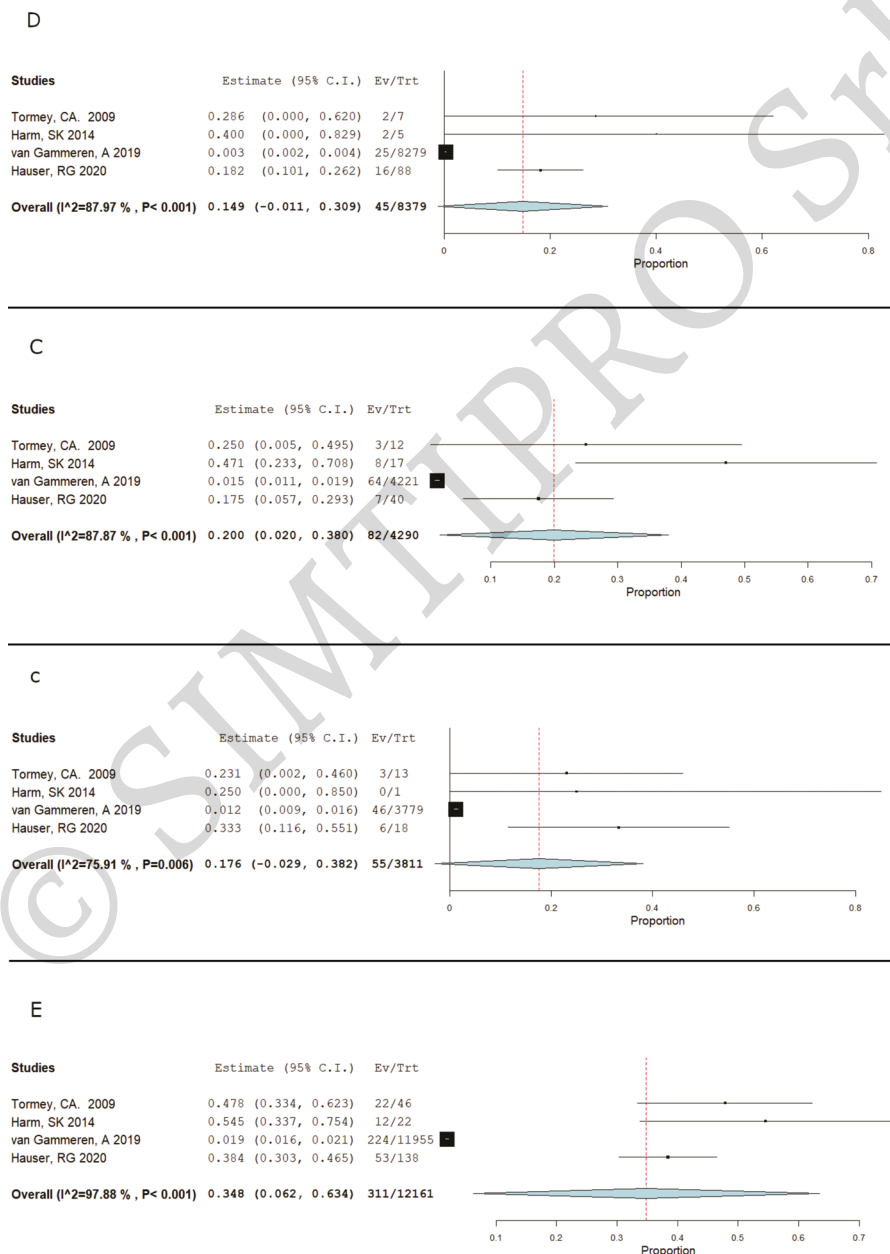 D
Studies Estimate (95% C.I.) Ev/Trt
Tormey, CA. 2009 0.286 (0.000, 0.620) 2/7
Harm, SK 2014 0.400 (0.000, 0.829) 2/5
van Gammeren, A 2019 0.003 (0.002, 0.004) 25/8279
Hauser, RG 2020 0.182 (0.101, 0.262) 16/88
Overall (I^2=87.97 % , P< 0.001) 0.149 (-0.011, 0.309) 45/8379
0 0.2 0.4 0.6 0.8
Proportion
C
Studies Estimate (95% C.I.) Ev/Trt
Tormey, CA. 2009 0.250 (0.005, 0.495) 3/12
Harm, SK 2014 0.471 (0.233, 0.708) 8/17
van Gammeren, A 2019 0.015 (0.011, 0.019) 64/4221
Hauser, RG 2020 0.175 (0.057, 0.293) 7/40
Overall (I^2=87.87 % , P< 0.001) 0.200 (0.020, 0.380) 82/4290
0.1 0.2 0.3 0.4 0.5 0.6 0.7
Proportion
c
Studies Estimate (95% C.I.) Ev/Trt
Tormey, CA. 2009 0.231 (0.002, 0.460) 3/13
Harm, SK 2014 0.250 (0.000, 0.850) 0/1
van Gammeren, A 2019 0.012 (0.009, 0.016) 46/3779
Hauser, RG 2020 0.333 (0.116, 0.551) 6/18
Overall (I^2=75.91 % , P=0.006) 0.176 (-0.029, 0.382) 55/3811
0 0.2 0.4 0.6 0.8
Proportion
E
Studies Estimate (95% C.I.) Ev/Trt
Tormey, CA. 2009 0.478 (0.334, 0.623) 22/46
Harm, SK 2014 0.545 (0.337, 0.754) 12/22
van Gammeren, A 2019 0.019 (0.016, 0.021) 224/11955
Hauser, RG 2020 0.384 (0.303, 0.465) 53/138
Overall (I^2=97.88 % , P< 0.001) 0.348 (0.062, 0.634) 311/12161
0.1 0.2 0.3 0.4 0.5 0.6 0.7
Proportion
© SIMTIPRO Srl